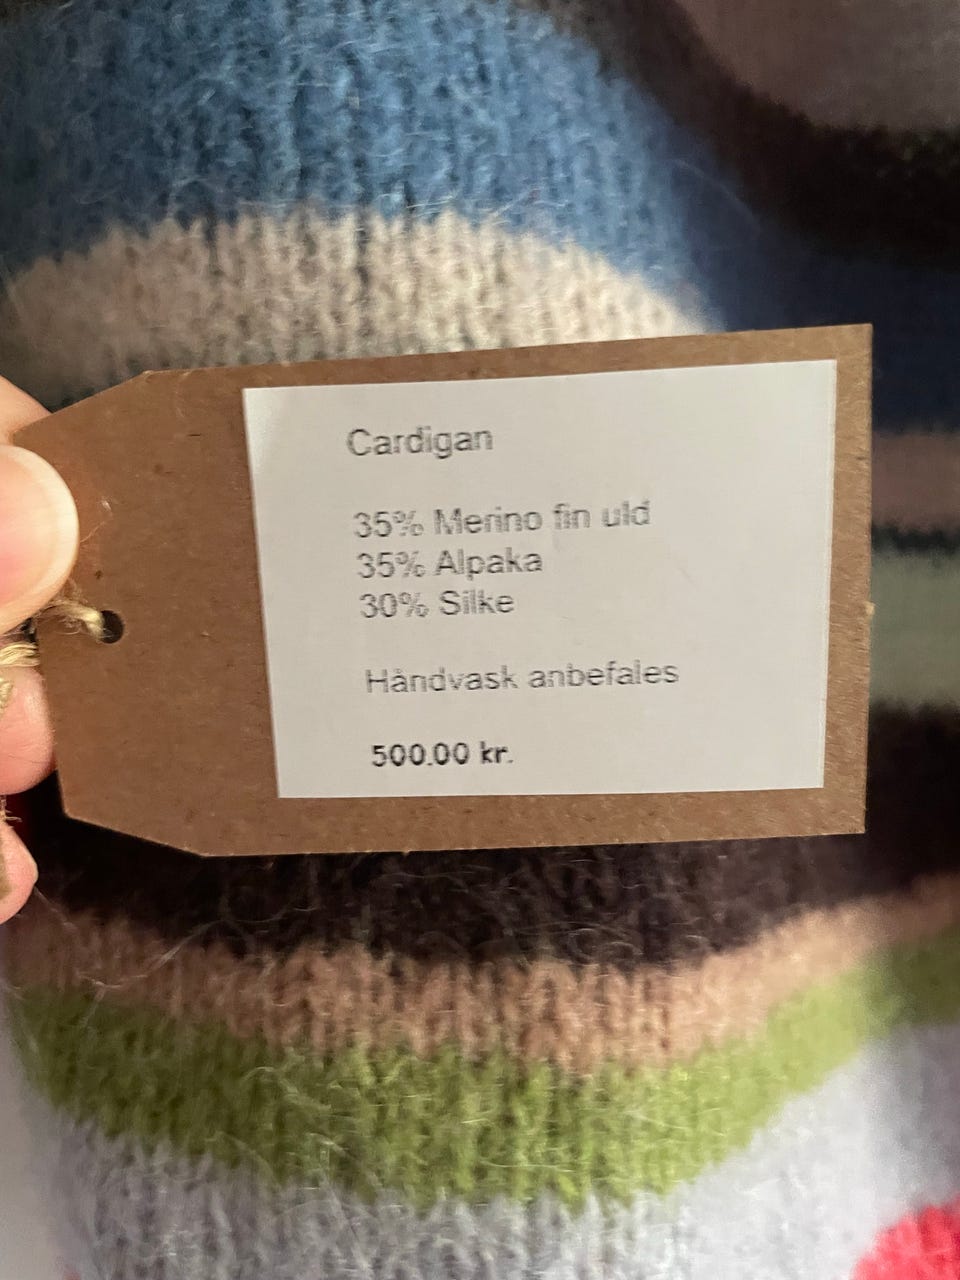 Cardigan
35% Merino fin uld
35% Alpaka
30% Silke
Håndvask anbefales
500.00 kr.